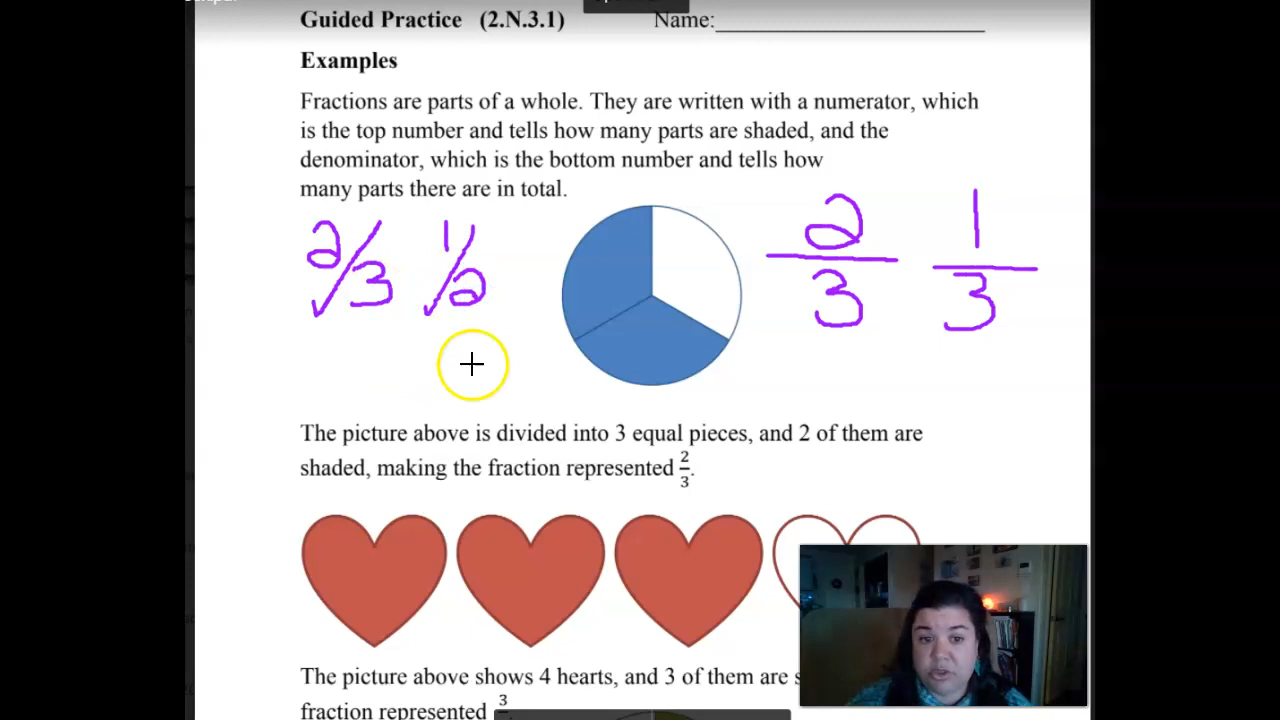 Guided Practice (2.N.3.1) Name:
Examples
Fractions are parts of a whole. They are written with a numerator, which
is the top number and tells how many parts are shaded, and the
denominator, which is the bottom number and tells how
many parts there are in total.
2/3 1/2
2/3 1/3
The picture above is divided into 3 equal pieces, and 2 of them are
shaded, making the fraction represented 2/3.
The picture above shows 4 hearts, and 3 of them are
fraction represented 3